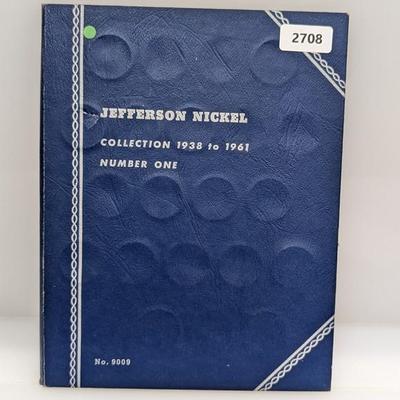 2708
JEFFERSON NICKEL
COLLECTION 1938 to 1961
NUMBER ONE
No. 9009